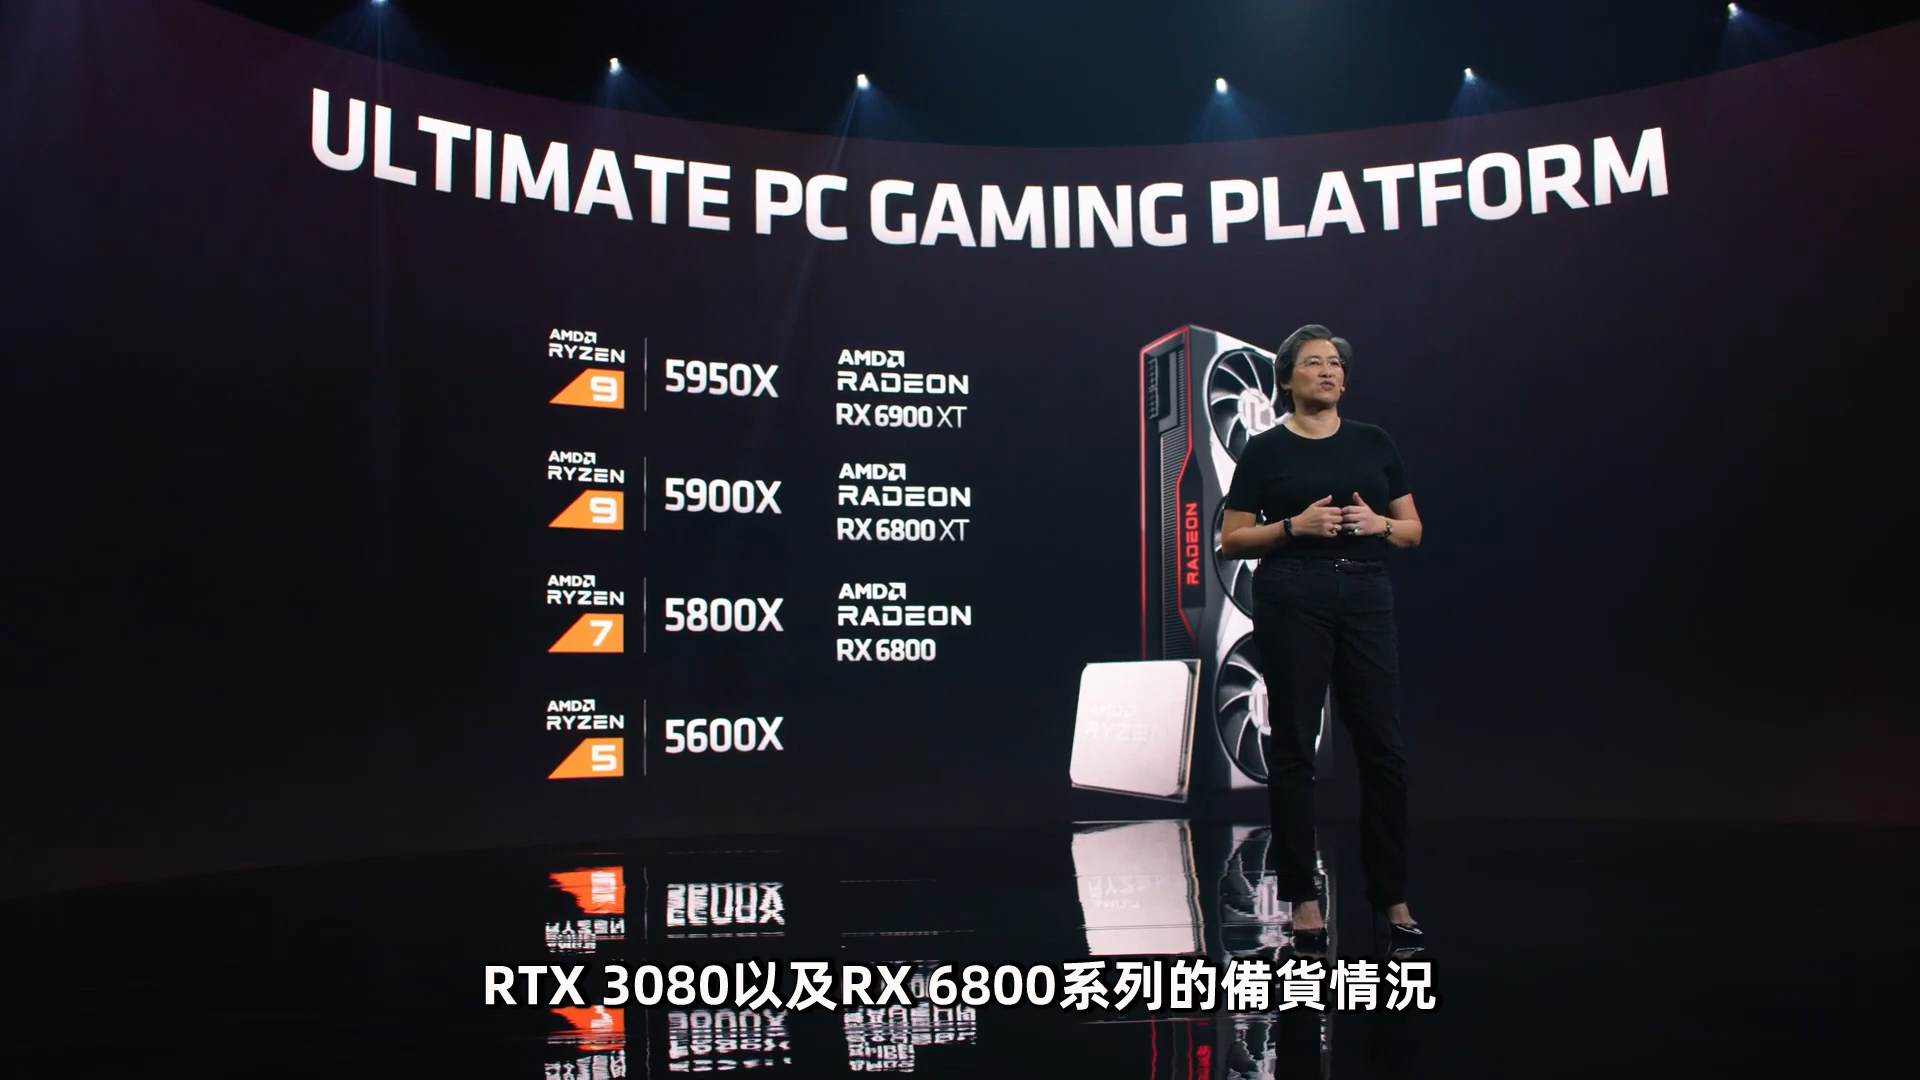 ULTIMATE PC GAMING PLATFORM
AMD
RYZEN
9
5950X
AMD
RADEON
RX 6900 XT
AMD
RYZEN
9
5900X
AMD
RADEON
RX 6800 XT
AMD
RYZEN
7
5800X
AMD
RADEON
RX 6800
AMD
RYZEN
5
5600X
RADEON
AMD
RYZEN
RTX 3080以及RX 6800系列的備貨情況